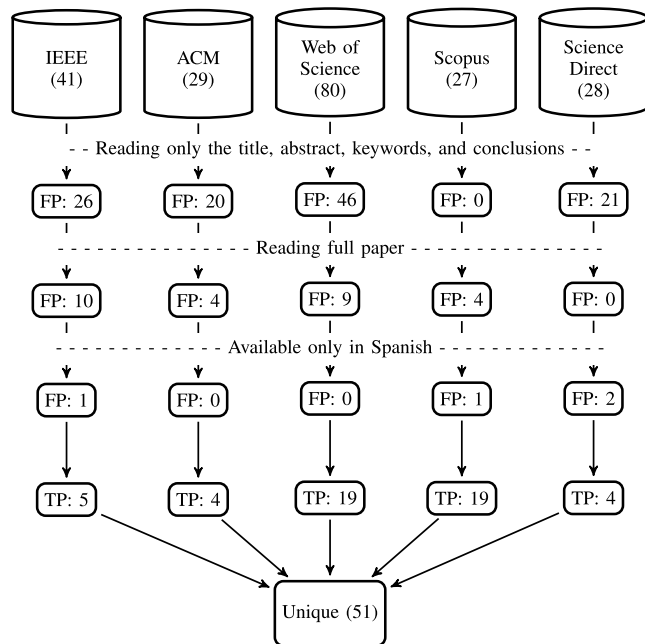 IEEE
(41)
ACM
(29)
Web of
Science
(80)
Scopus
(27)
Science
Direct
(28)
Reading only the title, abstract, keywords, and conclusions
FP: 26
FP: 20
FP: 46
FP: 0
FP: 21
Reading full paper
FP: 10
FP: 4
FP: 9
FP: 4
FP: 0
Available only in Spanish
FP: 1
FP: 0
FP: 0
FP: 1
FP: 2
TP: 5
TP: 4
TP: 19
TP: 19
TP: 4
Unique (51)